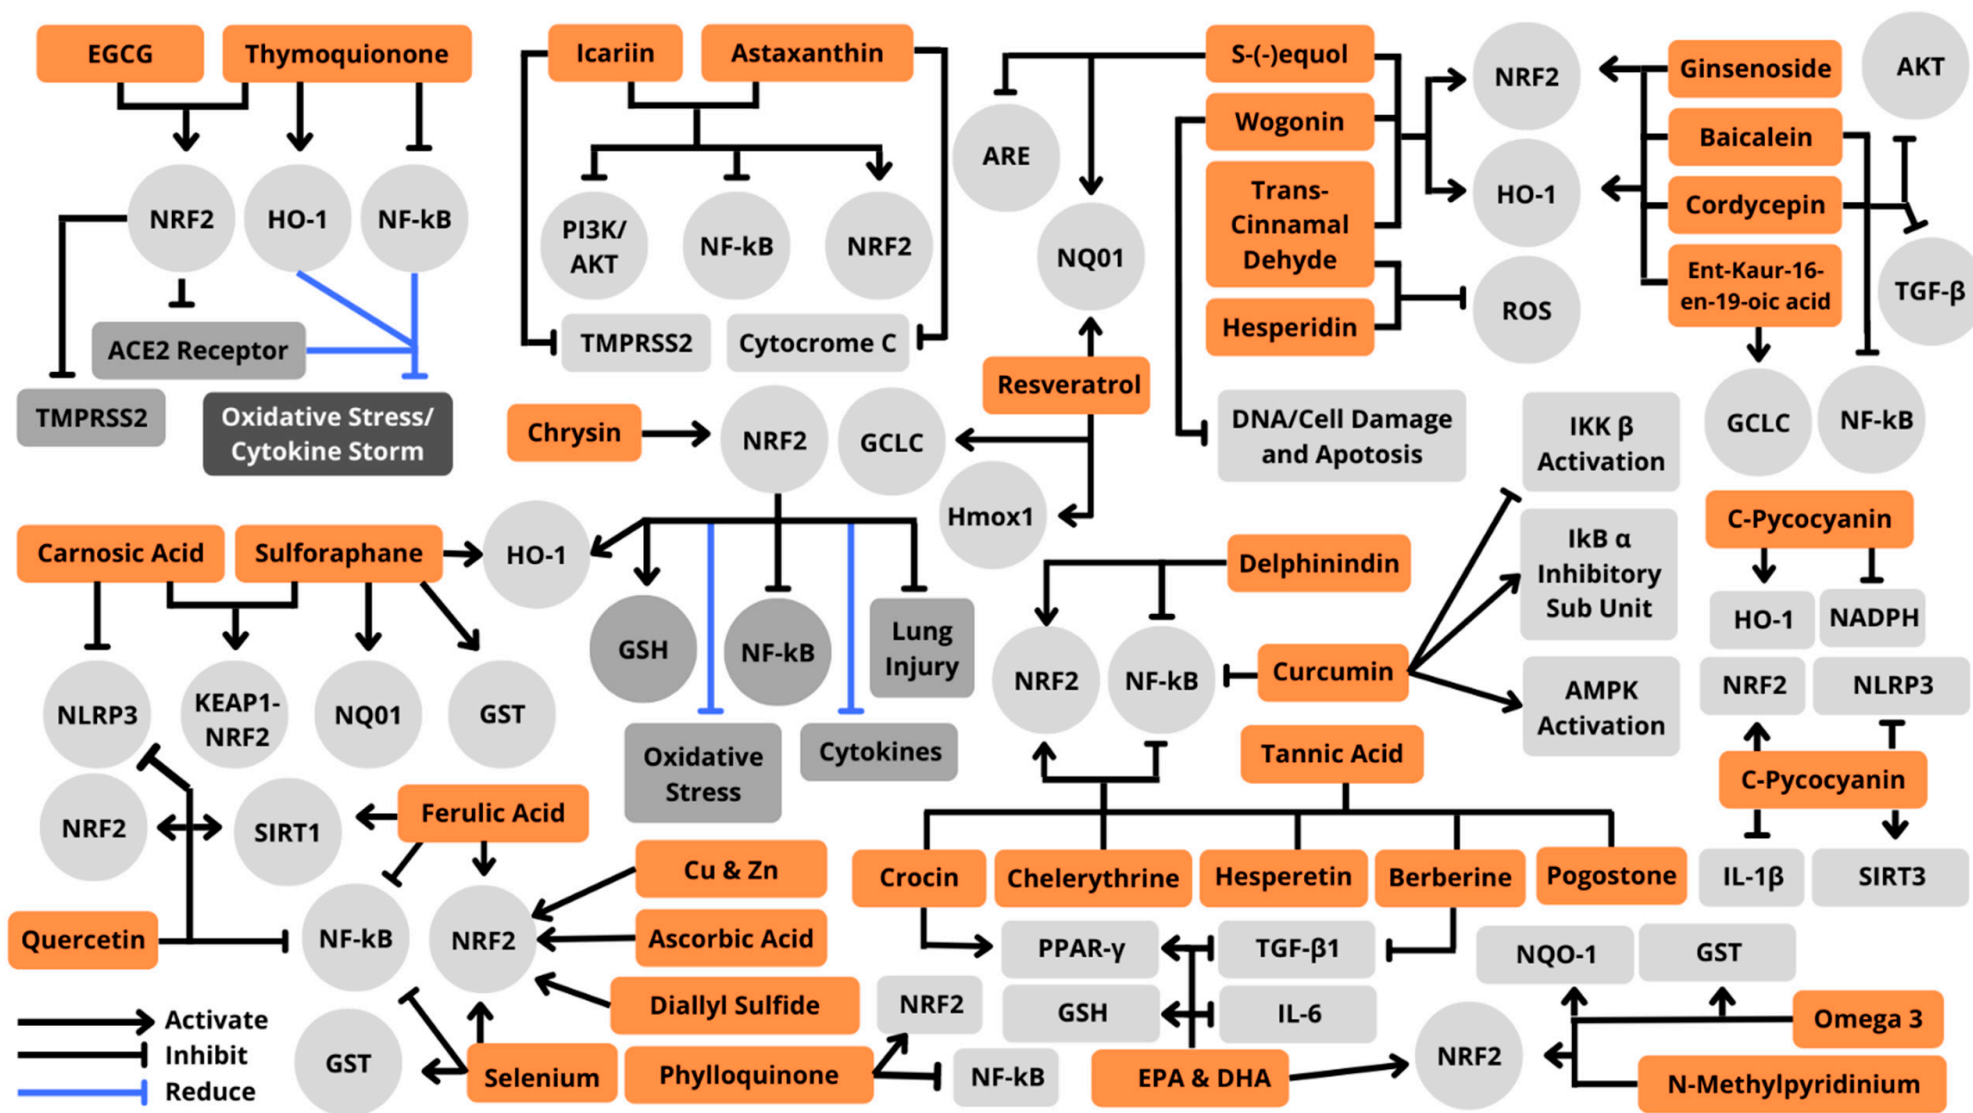 EGCG
Thymoquionone
NRF2
HO-1
NF-kB
ACE2 Receptor
TMPRSS2
Oxidative Stress/
Cytokine Storm
Icariin
Astaxanthin
PI3K/
AKT
NF-kB
NRF2
TMPRSS2
Cytocrome C
ARE
NQ01
Resveratrol
Chrysin
NRF2
GCLC
Hmox1
S-(-)equol
Wogonin
Trans-
Cinnamal
Dehyde
Hesperidin
NRF2
HO-1
ROS
DNA/Cell Damage
and Apotosis
Ginsenoside
Baicalein
Cordycepin
Ent-Kaur-16-
en-19-oic acid
AKT
TGF-β
GCLC
NF-kB
Carnosic Acid
Sulforaphane
HO-1
GSH
NF-kB
Lung
Injury
Oxidative
Stress
Cytokines
NLRP3
KEAP1-
NRF2
NQ01
GST
NRF2
SIRT1
Ferulic Acid
Quercetin
NF-kB
NRF2
Cu & Zn
Ascorbic Acid
Diallyl Sulfide
GST
Selenium
Phylloquinone
NRF2
NF-kB
Delphinindin
NRF2
NF-kB
Curcumin
IKK β
Activation
IkB α
Inhibitory
Sub Unit
AMPK
Activation
C-Pycocyanin
HO-1
NADPH
NRF2
NLRP3
C-Pycocyanin
IL-1β
SIRT3
Tannic Acid
Crocin
Chelerythrine
Hesperetin
Berberine
Pogostone
PPAR-γ
TGF-β1
GSH
IL-6
EPA & DHA
NRF2
NQO-1
GST
Omega 3
N-Methylpyridinium
Activate
Inhibit
Reduce